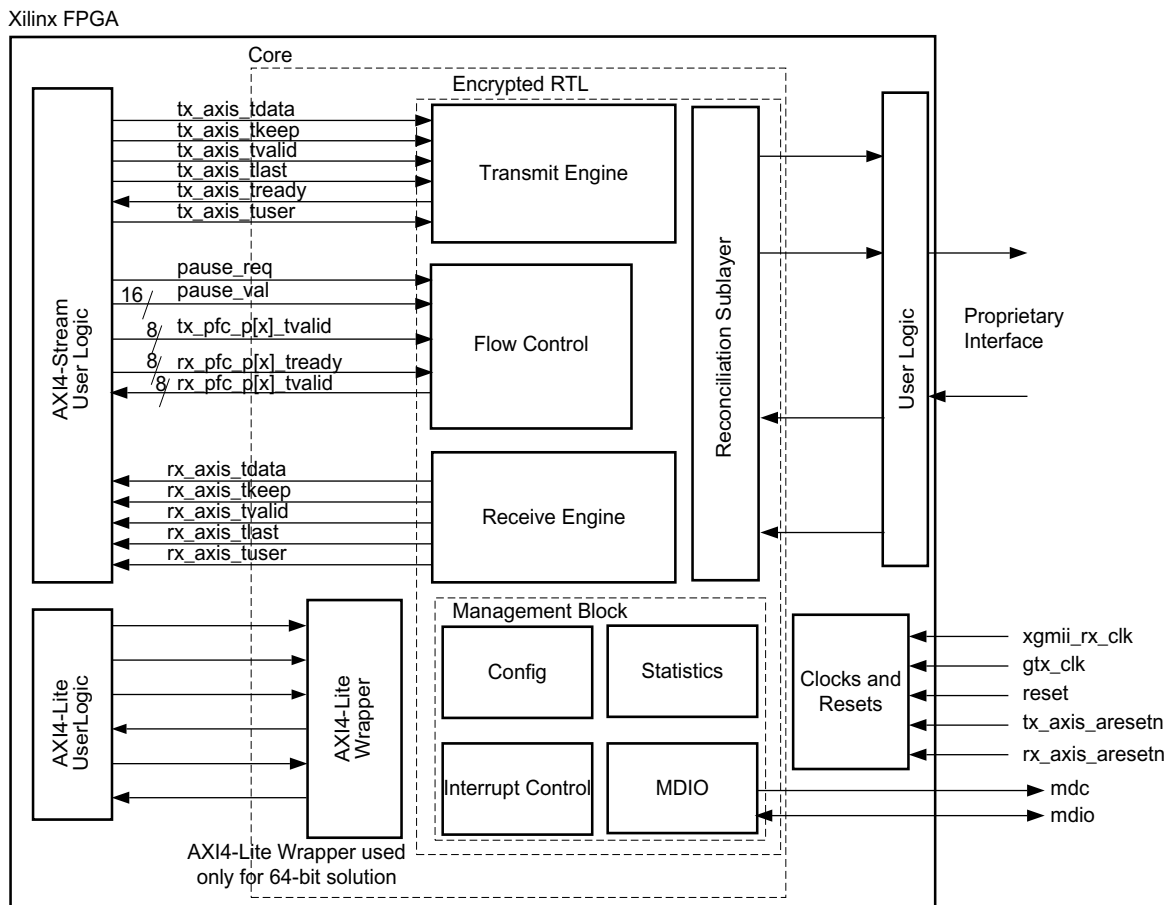 Xilinx FPGA
Core
Encrypted RTL
AXI4-Stream
User Logic
tx_axis_tdata
tx_axis_tkeep
tx_axis_tvalid
tx_axis_tlast
tx_axis_tready
tx_axis_tuser
Transmit Engine
pause_req
16
pause_val
8
tx_pfc_p[x]_tvalid
8
rx_pfc_p[x]_tready
8
rx_pfc_p[x]_tvalid
Flow Control
rx_axis_tdata
rx_axis_tkeep
rx_axis_tvalid
rx_axis_tlast
rx_axis_tuser
Receive Engine
Reconciliation Sublayer
User Logic
Proprietary
Interface
AXI4-Lite
UserLogic
AXI4-Lite
Wrapper
AXI4-Lite Wrapper used
only for 64-bit solution
Management Block
Config
Statistics
Interrupt Control
MDIO
Clocks and
Resets
xgmii_rx_clk
gtx_clk
reset
tx_axis_aresetn
rx_axis_aresetn
mdc
mdio